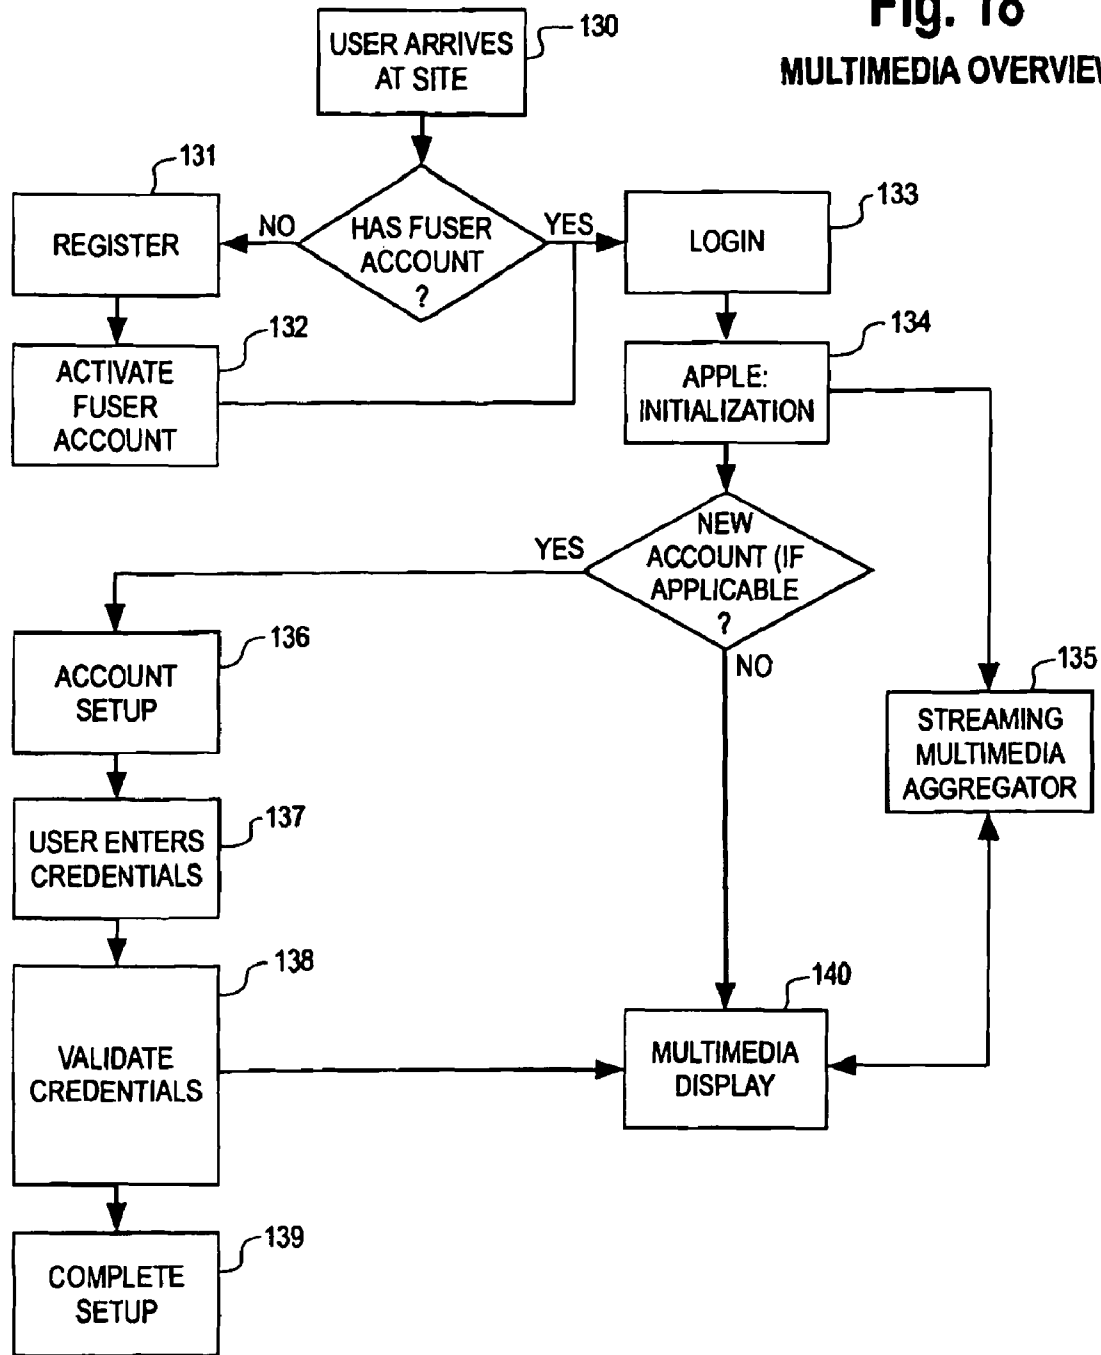 Fig. 18
MULTIMEDIA OVERVIEW
USER ARRIVES
AT SITE
130
131
REGISTER
NO
HAS FUSER
ACCOUNT
?
YES
LOGIN
133
132
ACTIVATE
FUSER
ACCOUNT
APPLE:
INITIALIZATION
134
NEW
ACCOUNT (IF
APPLICABLE
?
YES
NO
136
ACCOUNT
SETUP
135
STREAMING
MULTIMEDIA
AGGREGATOR
137
USER ENTERS
CREDENTIALS
138
VALIDATE
CREDENTIALS
140
MULTIMEDIA
DISPLAY
139
COMPLETE
SETUP